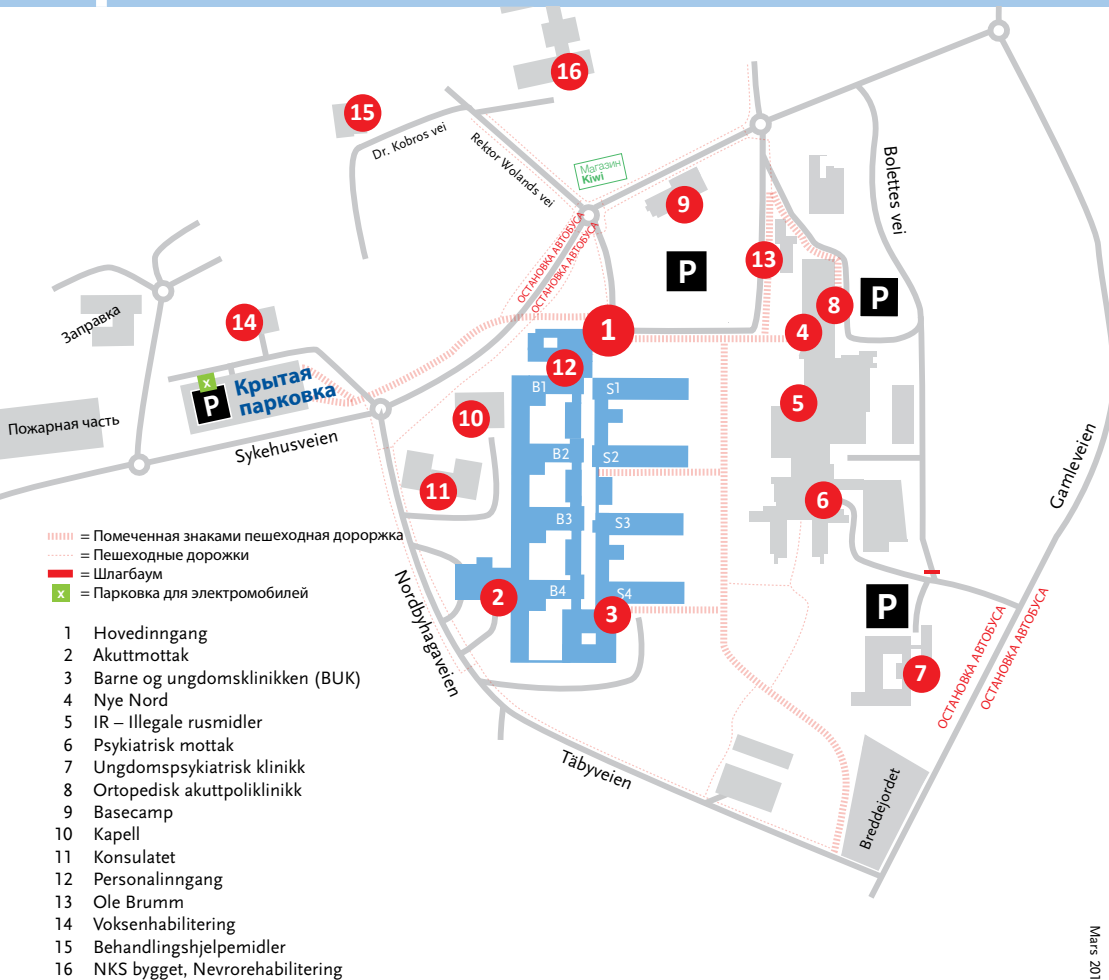 16
15
Dr. Kobros vei
Rektor Wolands vei
Магазин
Kiwi
9
Bolettes vei
ОСТАНОВКА АВТОБУСА
ОСТАНОВКА АВТОБУСА
P
13
8
P
Заправка
14
1
4
12
x
P
Крытая
парковка
B1
S1
10
5
Пожарная часть
Sykehusveien
B2
S2
Gamleveien
11
6
B3
S3
= Помеченная знаками пешеходная дороржка
= Пешеходные дорожки
= Шлагбаум
x = Парковка для электромобилей
Nordbyhagaveien
2
B4
S4
3
P
ОСТАНОВКА АВТОБУСА
ОСТАНОВКА АВТОБУСА
7
Täbyveien
Breddejordet
1 Hovedinngang
2 Akuttmottak
3 Barne og ungdomsklinikken (BUK)
4 Nye Nord
5 IR – Illegale rusmidler
6 Psykiatrisk mottak
7 Ungdomspsykiatrisk klinikk
8 Ortopedisk akuttpoliklinikk
9 Basecamp
10 Kapell
11 Konsulatet
12 Personalinngang
13 Ole Brumm
14 Voksenhabilitering
15 Behandlingshjelpemidler
16 NKS bygget, Nevrorehabilitering
Mars